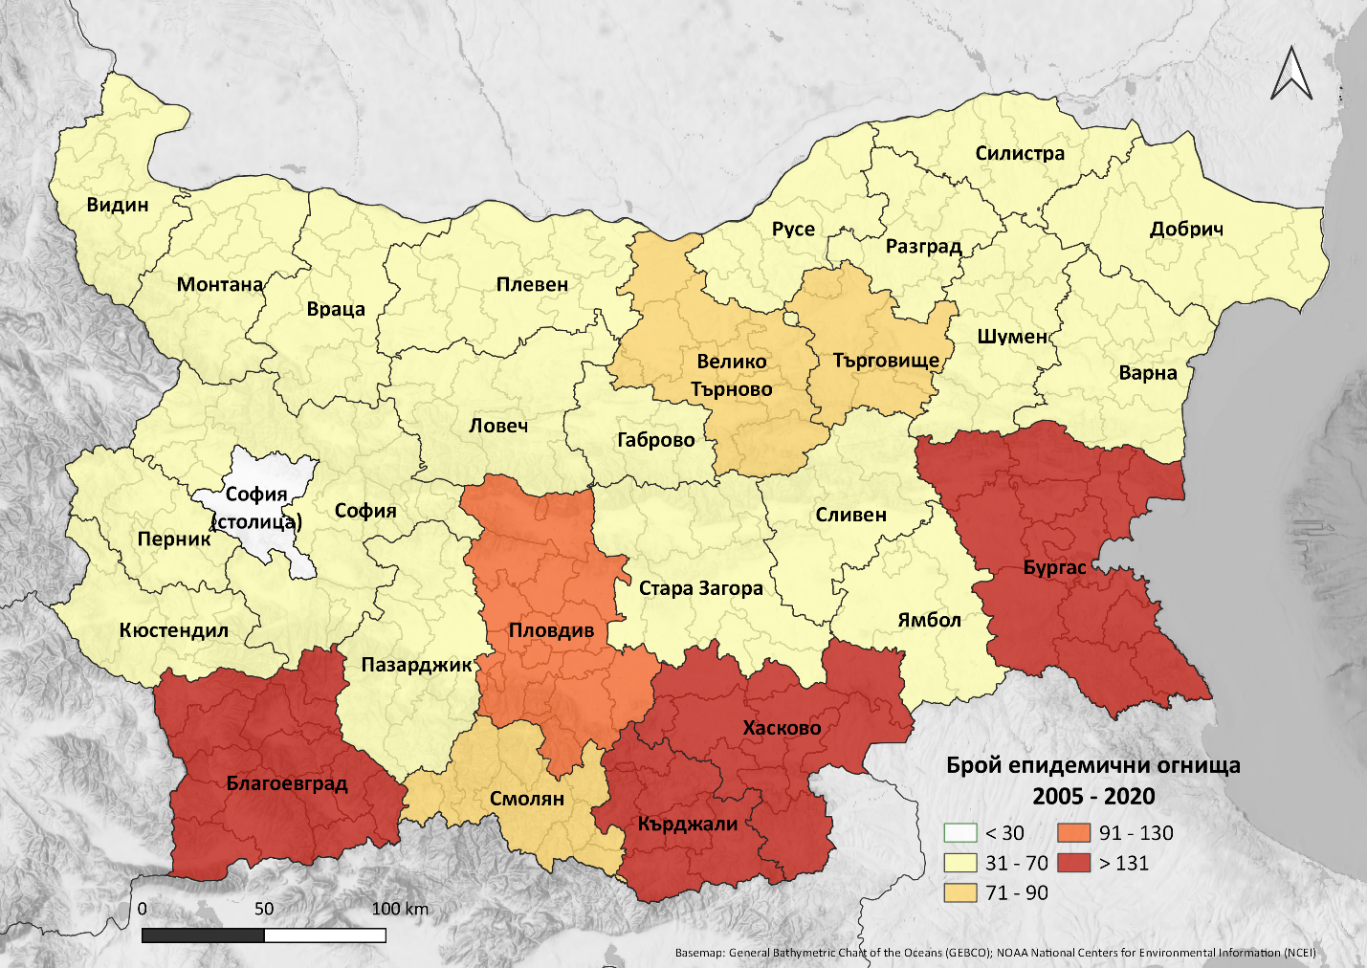 Силистра
Видин
Добрич
Русе
Разград
Монтана
Плевен
Враца
Шумен
Велико
Търново
Търговище
Варна
Ловеч
Габрово
София
(столица)
София
Сливен
Перник
Бургас
Стара Загора
Ямбол
Кюстендил
Пловдив
Пазарджик
Хасково
Благоевград
Смолян
Кърджали
Брой епидемични огнища
2005 - 2020
< 30
31 - 70
71 - 90
91 - 130
> 131
0 50 100 km
Basemap: General Bathymetric Chart of the Oceans (GEBCO); NOAA National Centers for Environmental Information (NCEI)